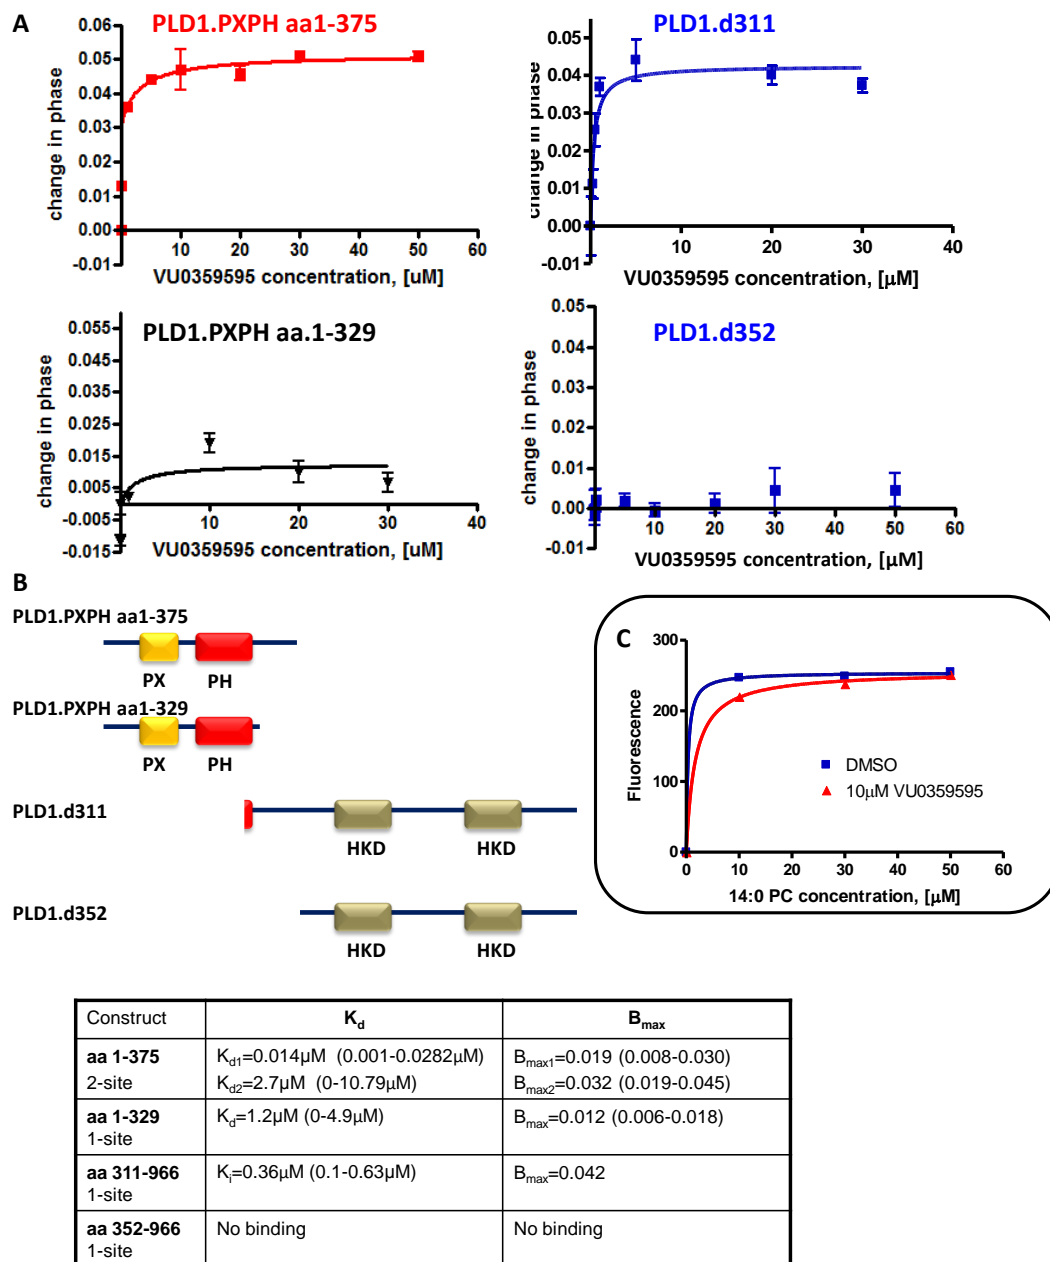 A
PLD1.PXPH aa1-375
change in phase
0.06
0.05
0.04
0.03
0.02
0.01
0.00
-0.01
10 20 30 40 50 60
VU0359595 concentration, [uM]
PLD1.d311
change in phase
0.05
0.04
0.03
0.02
0.01
0.00
-0.01
10 20 30 40
VU0359595 concentration, [µM]
PLD1.PXPH aa.1-329
change in phase
0.055
0.045
0.035
0.025
0.015
0.005
-0.005
-0.015
10 20 30 40
VU0359595 concentration, [uM]
PLD1.d352
change in phase
0.05
0.04
0.03
0.02
0.01
0.00
-0.01
10 20 30 40 50 60
VU0359595 concentration, [µM]
B
PLD1.PXPH aa1-375
PX PH
PLD1.PXPH aa1-329
PX PH
PLD1.d311
HKD HKD
PLD1.d352
HKD HKD
C
Fluorescence
300
200
100
0
DMSO
10µM VU0359595
0 10 20 30 40 50 60
14:0 PC concentration, [µM]
Construct Kd Bmax
aa 1-375 Kd1=0.014µM (0.001-0.0282µM) Bmax1=0.019 (0.008-0.030)
2-site Kd2=2.7µM (0-10.79µM) Bmax2=0.032 (0.019-0.045)
aa 1-329 Kd=1.2µM (0-4.9µM) Bmax=0.012 (0.006-0.018)
1-site
aa 311-966 Ki=0.36µM (0.1-0.63µM) Bmax=0.042
1-site
aa 352-966 No binding No binding
1-site